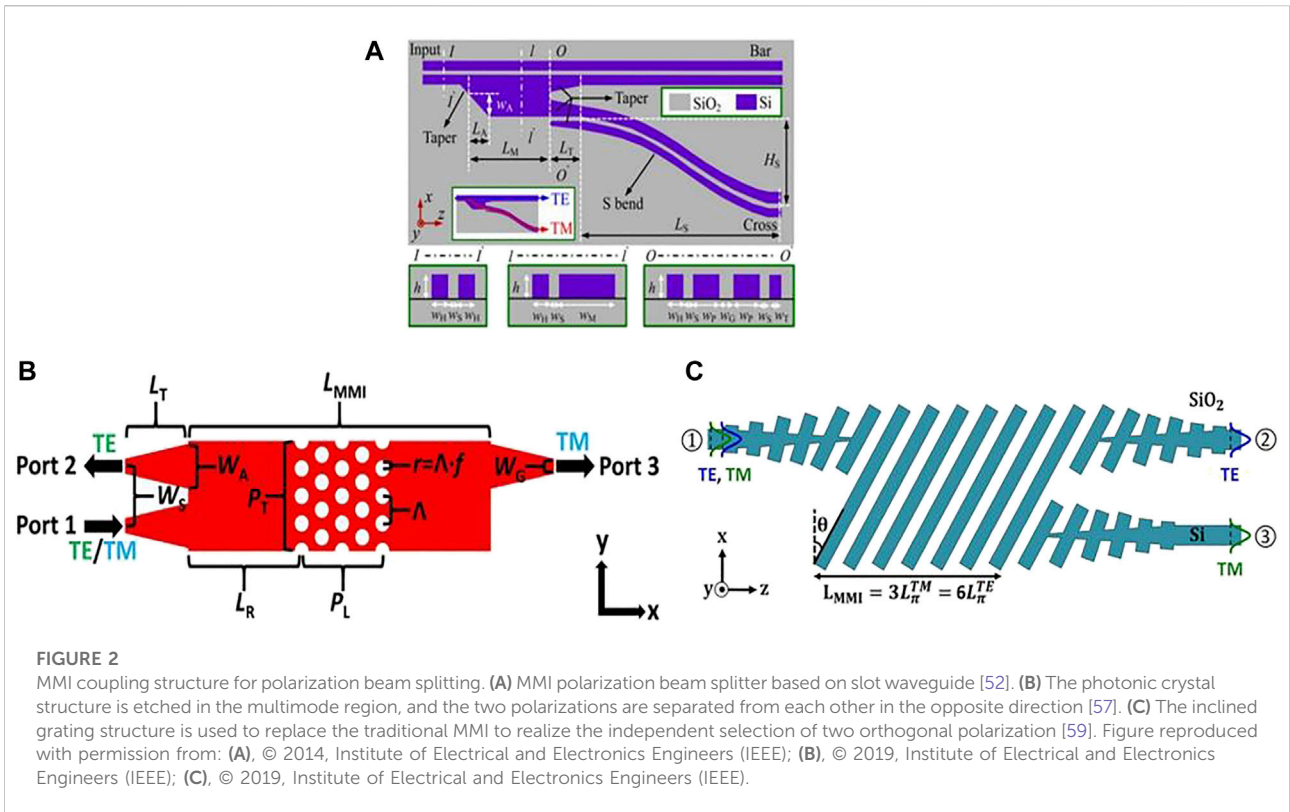 A
Input I l O Bar
I' wA Taper SiO2 Si
Taper LA l'
LM LT HS
O'
S bend
x TE
z
y TM LS Cross
I I' l l' O O'
h h h
wH wS wH wH wS wM wH wS wP wG wP wS wT
B
LT LMMI
TE TM
Port 2 WA r=Λ·f WG Port 3
WS PT
Port 1 Λ
TE/TM
LR PL
y
x
C
SiO2
① ②
TE, TM TE
θ Si ③
x TM
y z
LMMI = 3LπTM = 6LπTE
FIGURE 2
MMI coupling structure for polarization beam splitting. (A) MMI polarization beam splitter based on slot waveguide [52]. (B) The photonic crystal
structure is etched in the multimode region, and the two polarizations are separated from each other in the opposite direction [57]. (C) The inclined
grating structure is used to replace the traditional MMI to realize the independent selection of two orthogonal polarization [59]. Figure reproduced
with permission from: (A), © 2014, Institute of Electrical and Electronics Engineers (IEEE); (B), © 2019, Institute of Electrical and Electronics
Engineers (IEEE); (C), © 2019, Institute of Electrical and Electronics Engineers (IEEE).